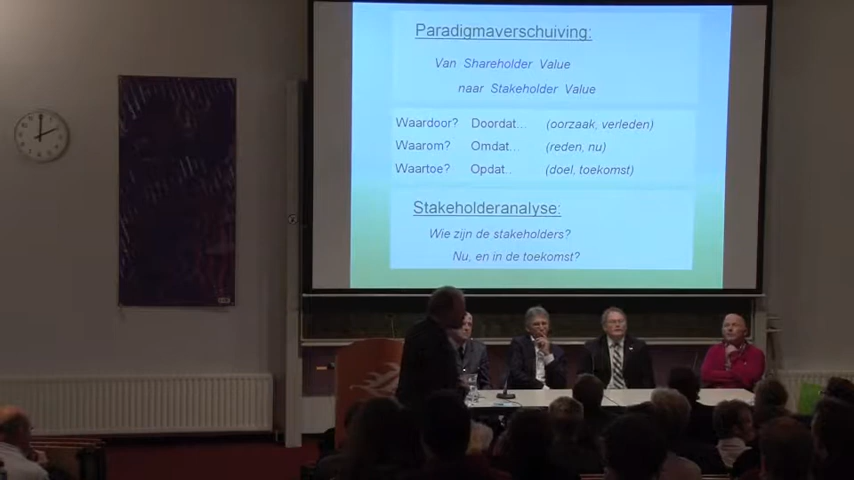 Paradigmaverschuiving:
Van Shareholder Value
naar Stakeholder Value
Waardoor? Doordat... (oorzaak, verleden)
Waarom? Omdat... (reden, nu)
Waartoe? Opdat.. (doel, toekomst)
Stakeholderanalyse:
Wie zijn de stakeholders?
Nu, en in de toekomst?